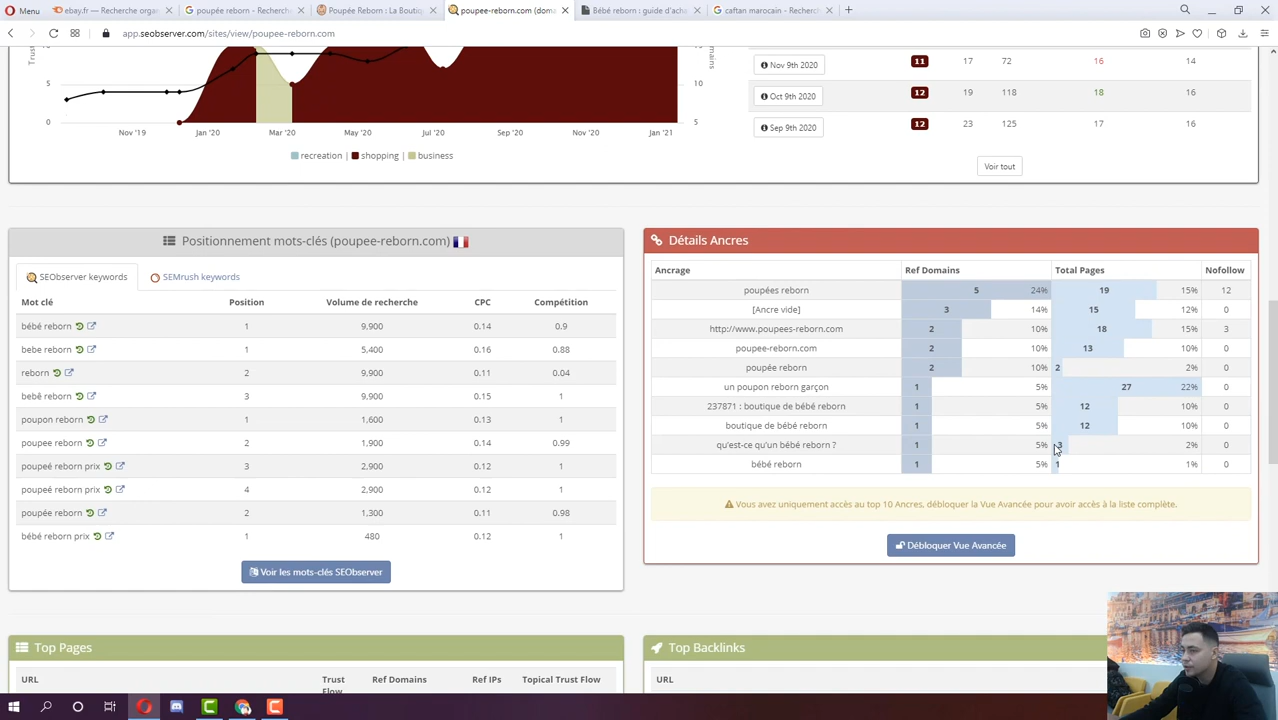 Menu
ebay.fr — Recherche organ
poupée reborn - Recherche
Poupée Reborn : La Boutiq
poupee-reborn.com (doma
Bébé reborn : guide d'acha
caftan marocain - Recherch
app.seobserver.com/sites/view/poupee-reborn.com
Trust
5
0
10
5
Nov '19
Jan '20
Mar '20
May '20
Jul '20
Sep '20
Nov '20
Jan '21
recreation | shopping | business
Nov 9th 2020 11 17 72 16 14
Oct 9th 2020 12 19 118 18 16
Sep 9th 2020 12 23 125 17 16
Voir tout
Positionnement mots-clés (poupee-reborn.com)
SEObserver keywords
SEMrush keywords
Mot clé Position Volume de recherche CPC Compétition
bébé reborn 1 9,900 0.14 0.9
bebe reborn 1 5,400 0.16 0.88
reborn 2 9,900 0.11 0.04
bebê reborn 3 9,900 0.15 1
poupon reborn 1 1,600 0.13 1
poupee reborn 2 1,900 0.14 0.99
poupeé reborn prix 3 2,900 0.12 1
poupeé reborn prix 4 2,900 0.12 1
poupée reborn 2 1,300 0.11 0.98
bébé reborn prix 1 480 0.12 1
Voir les mots-clés SEObserver
Détails Ancres
Ancrage Ref Domains Total Pages Nofollow
poupées reborn 5 24% 19 15% 12
[Ancre vide] 3 14% 15 12% 0
http://www.poupees-reborn.com 2 10% 18 15% 3
poupee-reborn.com 2 10% 13 10% 0
poupée reborn 2 10% 2 2% 0
un poupon reborn garçon 1 5% 27 22% 0
237871 : boutique de bébé reborn 1 5% 12 10% 0
boutique de bébé reborn 1 5% 12 10% 0
qu'est-ce qu'un bébé reborn ? 1 5% 3 2% 0
bébé reborn 1 5% 1 1% 0
Vous avez uniquement accès au top 10 Ancres, débloquer la Vue Avancée pour avoir accès à la liste complète.
Débloquer Vue Avancée
Top Pages
URL Trust Flow Ref Domains Ref IPs Topical Trust Flow
Top Backlinks
URL